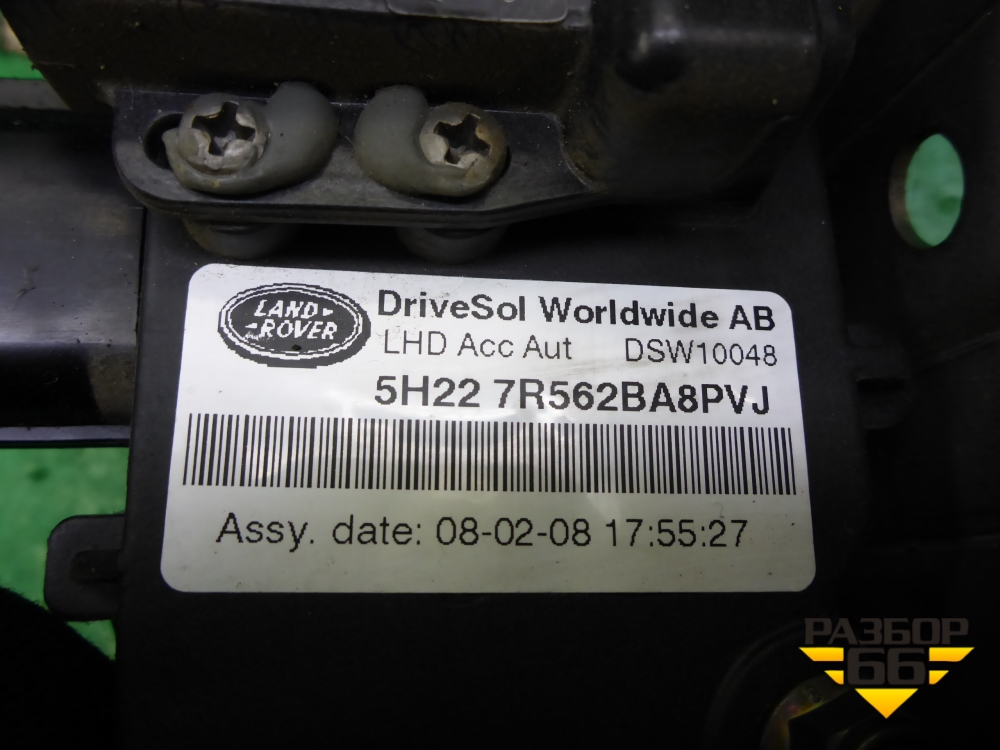 LAND
ROVER
DriveSol Worldwide AB
LHD Acc Aut DSW10048
5H22 7R562BA8PVJ
Assy. date: 08-02-08 17:55:27
РАЗБОР
66